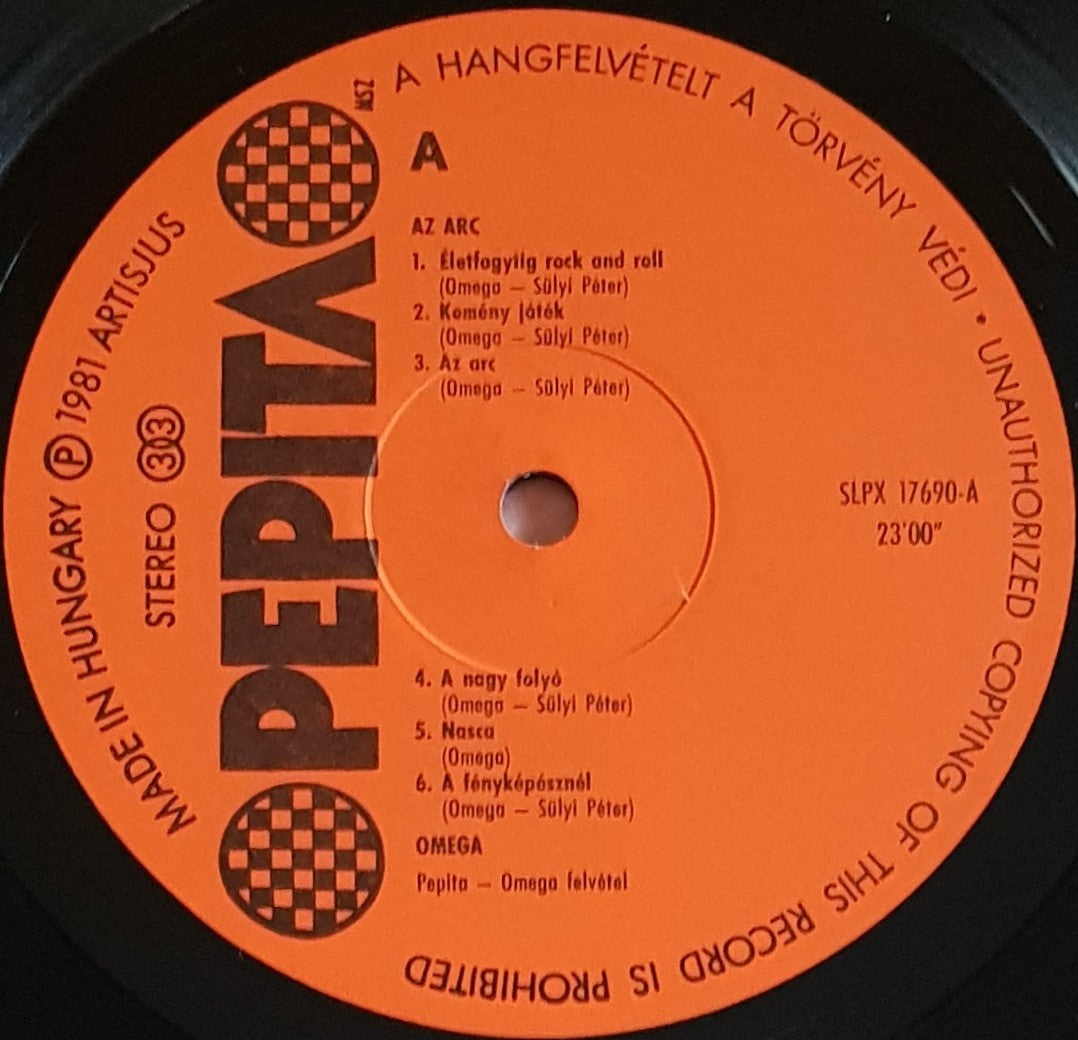 A HANGFELVÉTELT A TÖRVÉNY VÉDI • UNAUTHORIZED COPYING OF THIS RECORD IS PROHIBITED
MADE IN HUNGARY Ⓟ 1981 ARTISJUS
STEREO 33
PEPITA
MSZ
A
AZ ARC
1. Életfogytig rock and roll
(Omega – Sülyi Péter)
2. Kemény játék
(Omega – Sülyi Péter)
3. Az arc
(Omega – Sülyi Péter)
SLPX 17690-A
23'00"
4. A nagy folyó
(Omega – Sülyi Péter)
5. Nasca
(Omega)
6. A fényképésznél
(Omega – Sülyi Péter)
OMEGA
Pepita – Omega felvétel